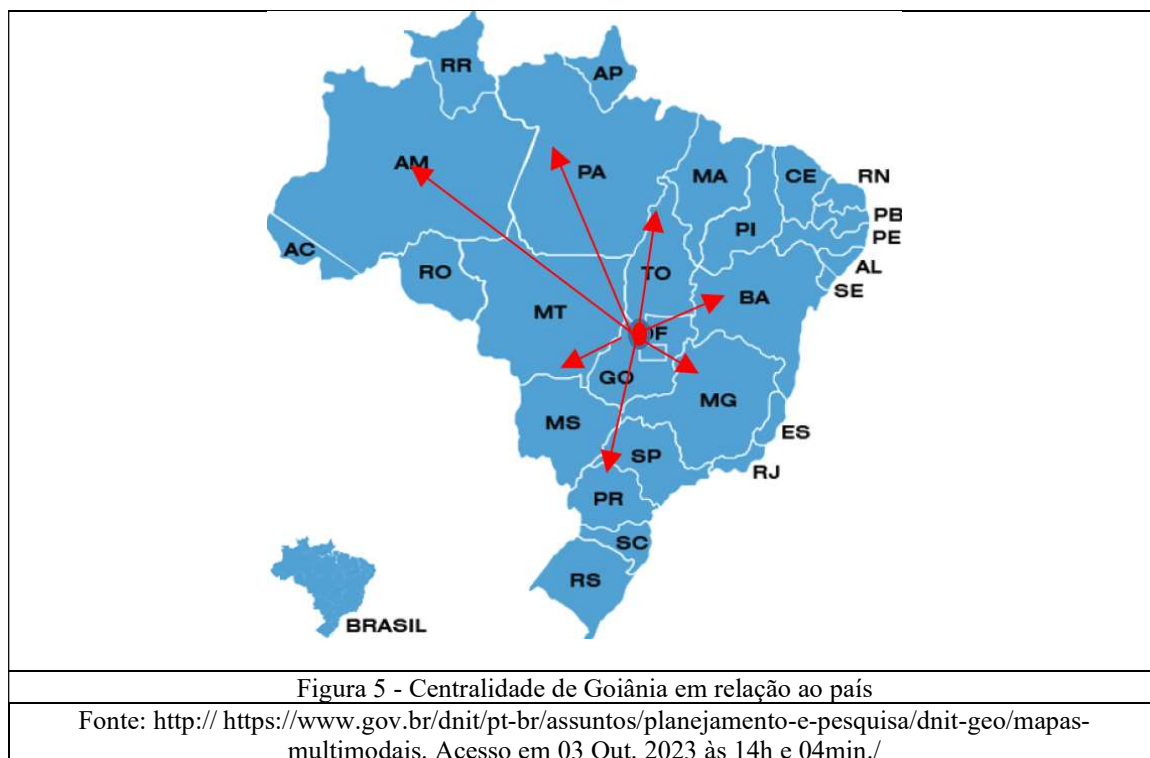 RR
AP
AM
PA
MA
CE
RN
PB
PE
PI
AL
SE
AC
RO
TO
BA
MT
DF
GO
MG
MS
ES
SP
RJ
PR
SC
RS
BRASIL
Figura 5 - Centralidade de Goiânia em relação ao país
Fonte: http:// https://www.gov.br/dnit/pt-br/assuntos/planejamento-e-pesquisa/dnit-geo/mapas-
multimodais. Acesso em 03 Out. 2023 às 14h e 04min./